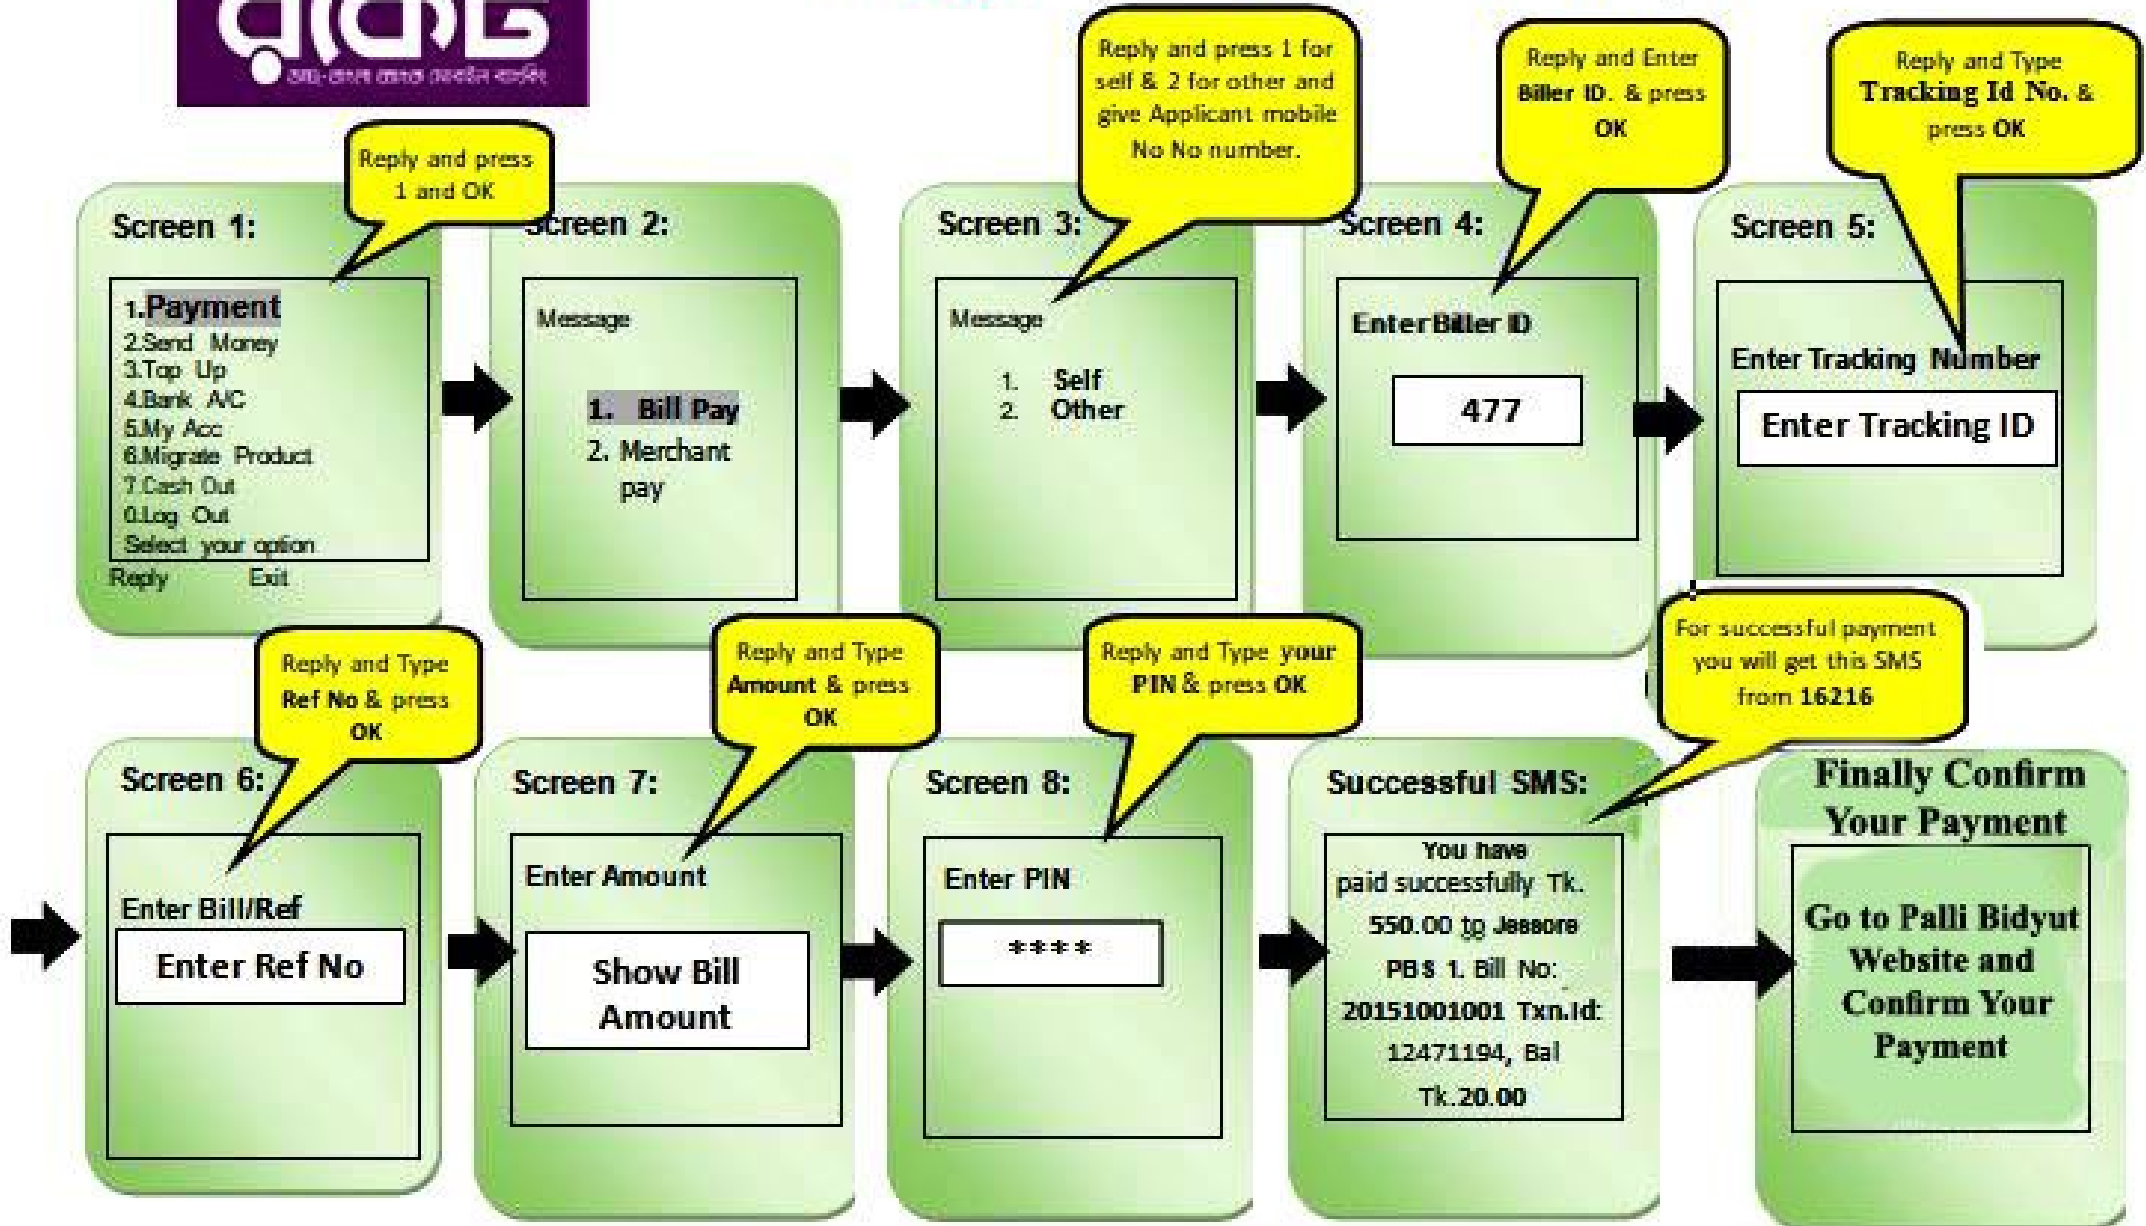 রকেট
Reply and press
1 and OK
Screen 1:
1.Payment
2.Send Money
3.Top Up
4.Bank A/C
5.My Acc
6.Migrate Product
7.Cash Out
0.Log Out
Select your option
Reply Exit
Screen 2:
Message
1. Bill Pay
2. Merchant
pay
Reply and press 1 for
self & 2 for other and
give Applicant mobile
No No number.
Screen 3:
Message
1. Self
2. Other
Reply and Enter
Biller ID. & press
OK
Screen 4:
Enter Biller ID
477
Reply and Type
Tracking Id No. &
press OK
Screen 5:
Enter Tracking Number
Enter Tracking ID
Reply and Type
Ref No & press
OK
Screen 6:
Enter Bill/Ref
Enter Ref No
Reply and Type
Amount & press
OK
Screen 7:
Enter Amount
Show Bill
Amount
Reply and Type your
PIN & press OK
Screen 8:
Enter PIN
****
For successful payment
you will get this SMS
from 16216
Successful SMS:
You have
paid successfully Tk.
550.00 to Jessore
PBS 1. Bill No:
20151001001 Txn.Id:
12471194, Bal
Tk.20.00
Finally Confirm
Your Payment
Go to Palli Bidyut
Website and
Confirm Your
Payment